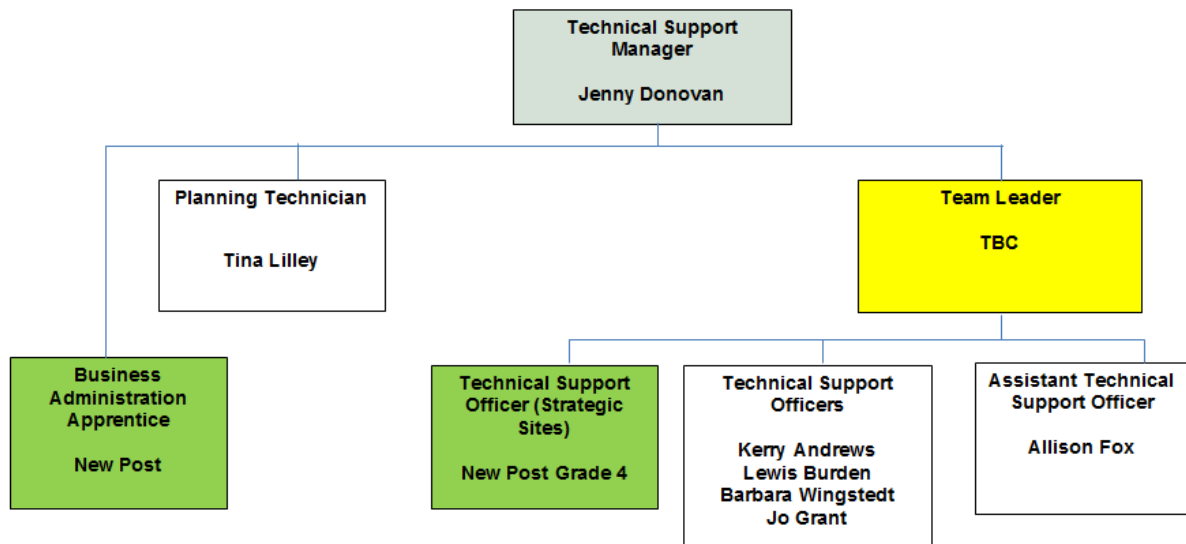 Technical Support
Manager
Jenny Donovan
Planning Technician
Tina Lilley
Team Leader
TBC
Business
Administration
Apprentice
New Post
Technical Support
Officer (Strategic
Sites)
New Post Grade 4
Technical Support
Officers
Kerry Andrews
Lewis Burden
Barbara Wingstedt
Jo Grant
Assistant Technical
Support Officer
Allison Fox